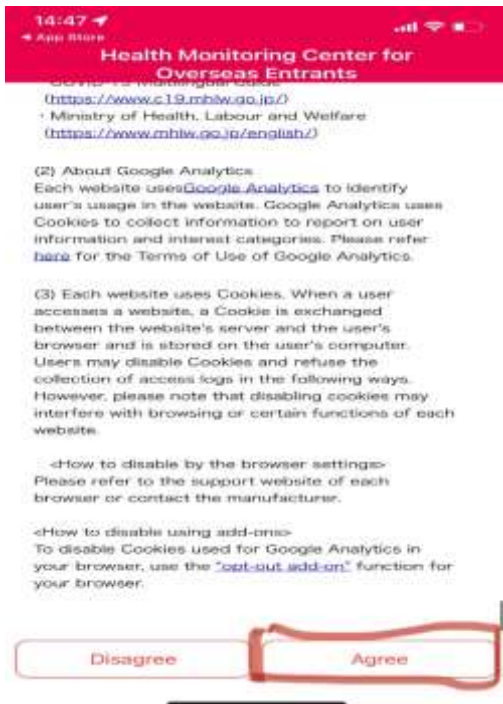 14:47
App Store
Health Monitoring Center for
Overseas Entrants
COVID-19 Multilingual Guide
(https://www.c19.mhlw.go.jp/)
・Ministry of Health, Labour and Welfare
(https://www.mhlw.go.jp/english/)
(2) About Google Analytics
Each website usesGoogle Analytics to identify
user's usage in the website. Google Analytics uses
Cookies to collect information to report on user
information and interest categories. Please refer
here for the Terms of Use of Google Analytics.
(3) Each website uses Cookies. When a user
accesses a website, a Cookie is exchanged
between the website's server and the user's
browser and is stored on the user's computer.
Users may disable Cookies and refuse the
collection of access logs in the following ways.
However, please note that disabling cookies may
interfere with browsing or certain functions of each
website.
<How to disable by the browser settings>
Please refer to the support website of each
browser or contact the manufacturer.
<How to disable using add-ons>
To disable Cookies used for Google Analytics in
your browser, use the "opt-out add-on" function for
your browser.
Disagree
Agree